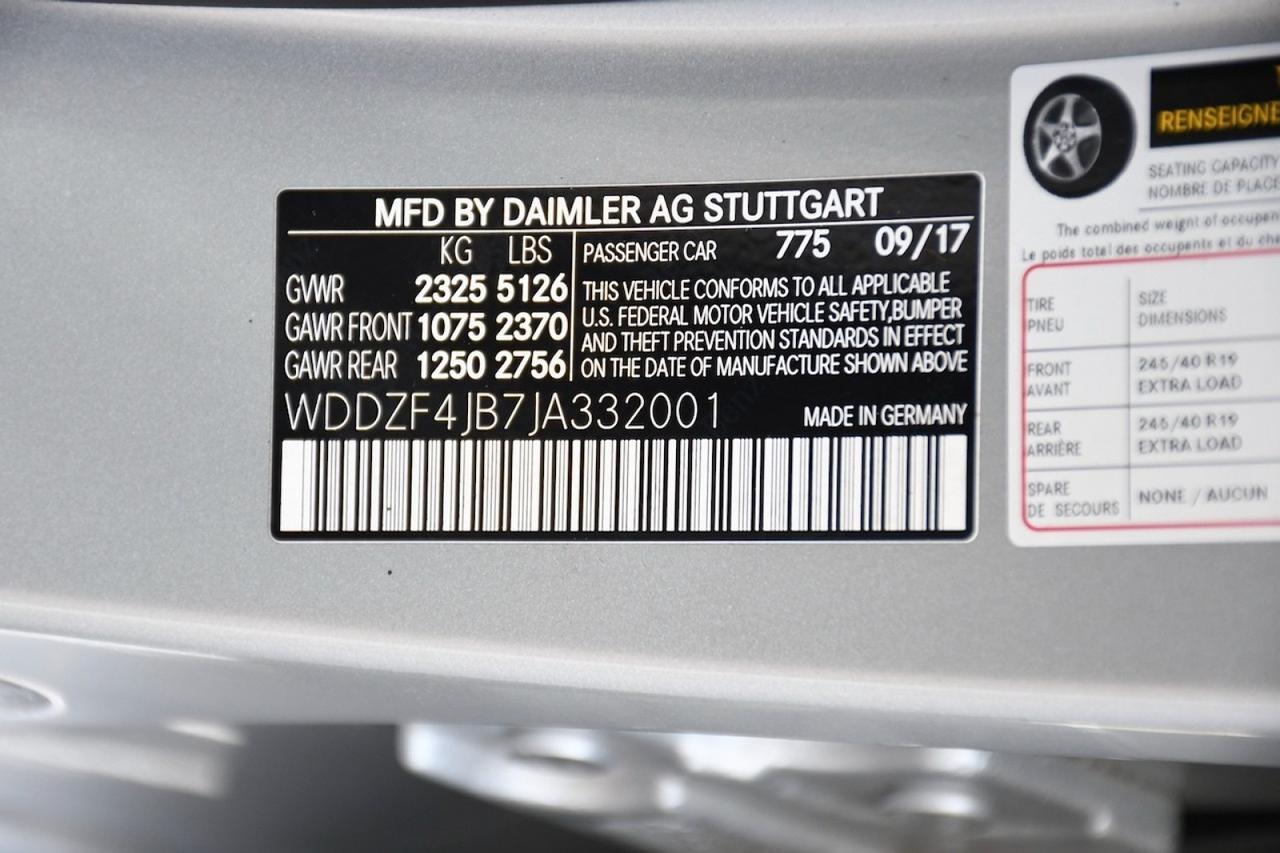 MFD BY DAIMLER AG STUTTGART
KG LBS
GVWR 2325 5126
GAWR FRONT 1075 2370
GAWR REAR 1250 2756
PASSENGER CAR 775 09/17
THIS VEHICLE CONFORMS TO ALL APPLICABLE
U.S. FEDERAL MOTOR VEHICLE SAFETY,BUMPER
AND THEFT PREVENTION STANDARDS IN EFFECT
ON THE DATE OF MANUFACTURE SHOWN ABOVE
WDDZF4JB7JA332001 MADE IN GERMANY
RENSEIGNE
SEATING CAPACITY
NOMBRE DE PLACE
The combined weight of occupen
Le poids total des occupents et du che
TIRE SIZE
PNEU DIMENSIONS
FRONT 245/40 R19
AVANT EXTRA LOAD
REAR 245/40 R19
ARRIÈRE EXTRA LOAD
SPARE NONE / AUCUN
DE SECOURS